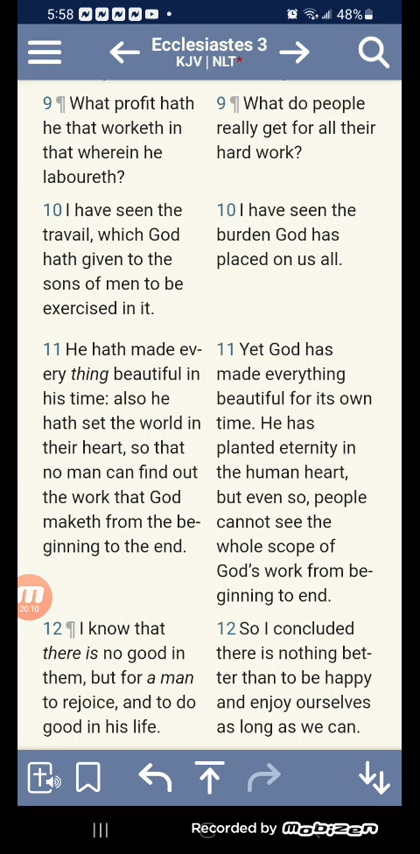 5:58
48%
Ecclesiastes 3
KJV | NLT*
9 ¶ What profit hath
he that worketh in
that wherein he
laboureth?
9 ¶ What do people
really get for all their
hard work?
10 I have seen the
travail, which God
hath given to the
sons of men to be
exercised in it.
10 I have seen the
burden God has
placed on us all.
11 He hath made ev-
ery thing beautiful in
his time: also he
hath set the world in
their heart, so that
no man can find out
the work that God
maketh from the be-
ginning to the end.
11 Yet God has
made everything
beautiful for its own
time. He has
planted eternity in
the human heart,
but even so, people
cannot see the
whole scope of
God's work from be-
ginning to end.
20:10
12 ¶ I know that
there is no good in
them, but for a man
to rejoice, and to do
good in his life.
12 So I concluded
there is nothing bet-
ter than to be happy
and enjoy ourselves
as long as we can.
Recorded by mobizen